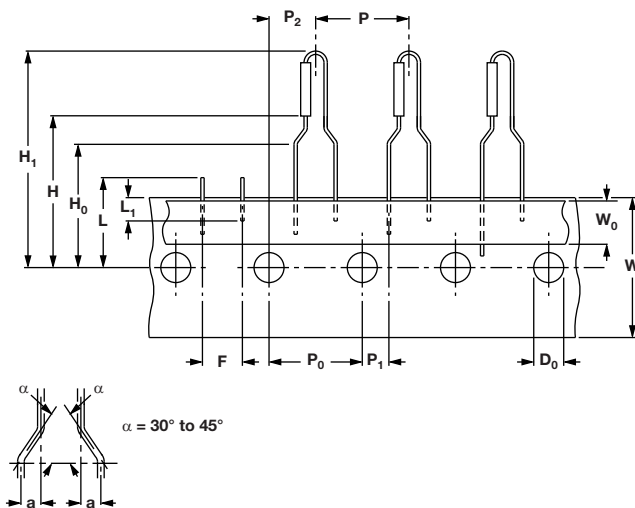 P₂ P
H₁
H
H₀
L
L₁
W₀
W
F P₀ P₁ D₀
α α
α = 30° to 45°
a a